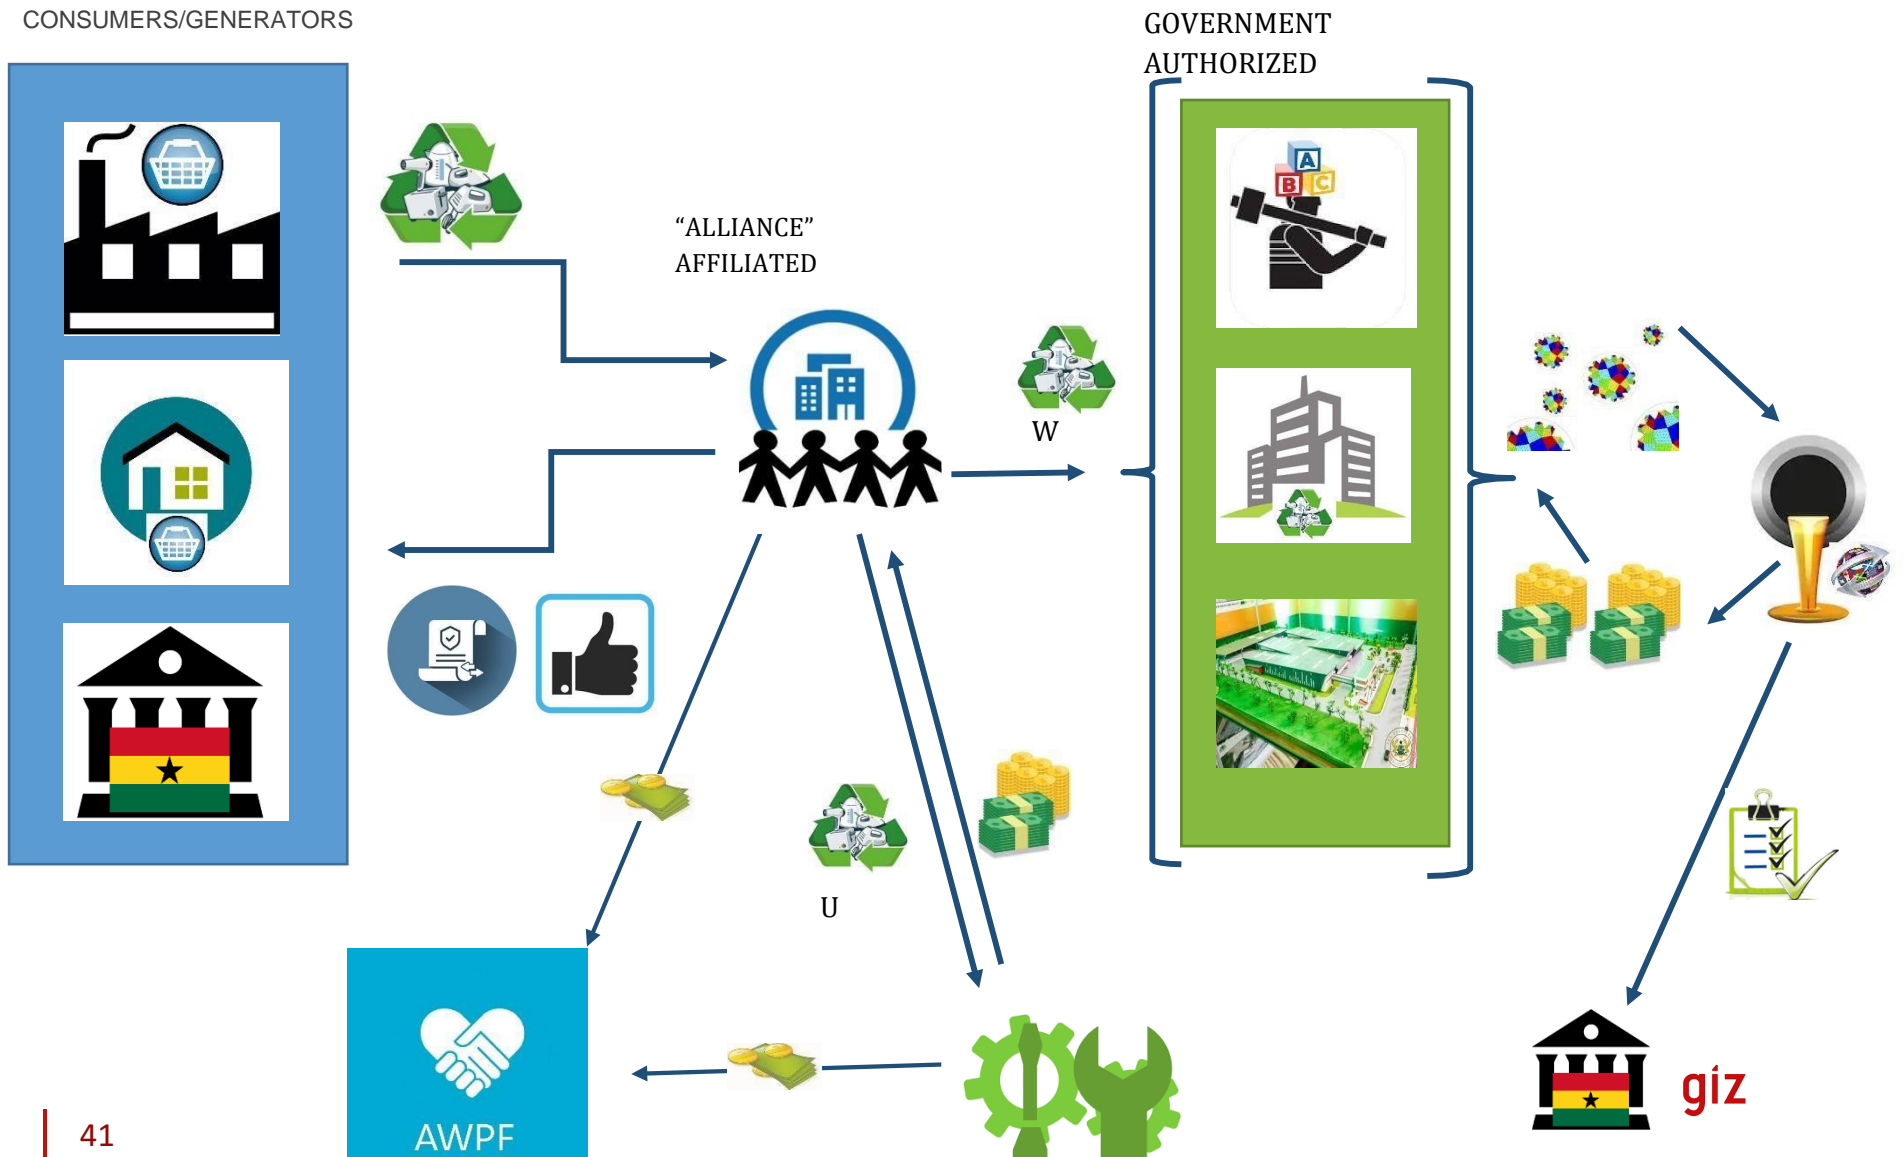 CONSUMERS/GENERATORS
GOVERNMENT
AUTHORIZED
A
B C
“ALLIANCE”
AFFILIATED
W
U
AWPF
giz
41